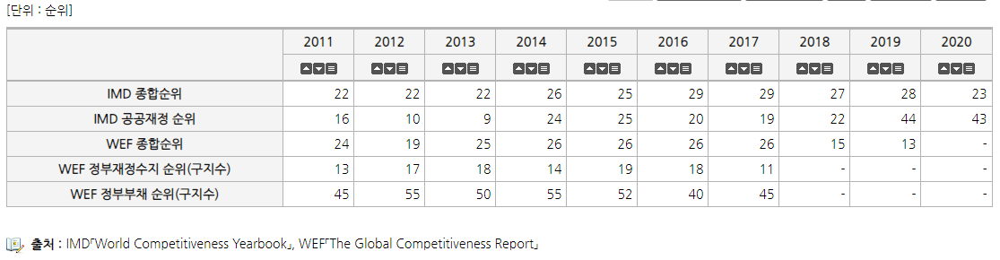 [단위 : 순위]
2011 2012 2013 2014 2015 2016 2017 2018 2019 2020
IMD 종합순위 22 22 22 26 25 29 29 27 28 23
IMD 공공재정 순위 16 10 9 24 25 20 19 22 44 43
WEF 종합순위 24 19 25 26 26 26 26 15 13 -
WEF 정부재정수지 순위(구지수) 13 17 18 14 19 18 11 - - -
WEF 정부부채 순위(구지수) 45 55 50 55 52 40 45 - - -
출처 : IMD「World Competitiveness Yearbook」, WEF「The Global Competitiveness Report」